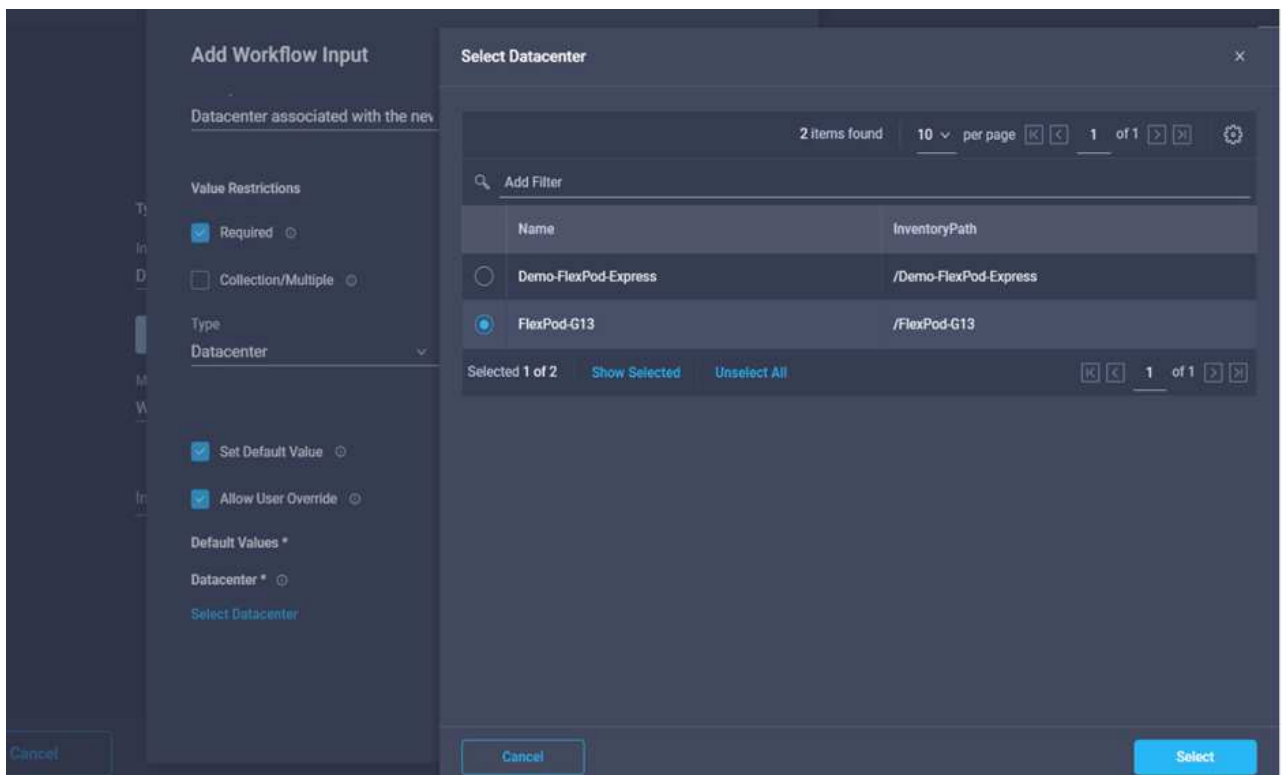 Add Workflow Input
Datacenter associated with the nev
Value Restrictions
Required
Collection/Multiple
Type
Datacenter
Set Default Value
Allow User Override
Default Values *
Datacenter *
Select Datacenter
Cancel
Select Datacenter
2 items found 10 per page 1 of 1
Add Filter
Name InventoryPath
Demo-FlexPod-Express /Demo-FlexPod-Express
FlexPod-G13 /FlexPod-G13
Selected 1 of 2 Show Selected Unselect All 1 of 1
Cancel Select